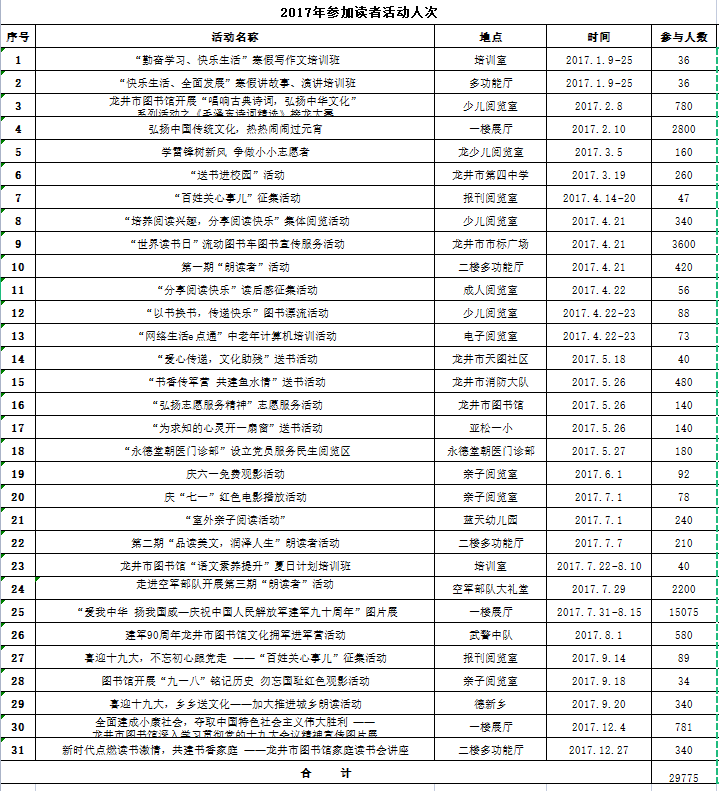 2017年参加读者活动人次
序号 活动名称 地点 时间 参与人数
1 “勤奋学习、快乐生活”寒假写作文培训班 培训室 2017.1.9-25 36
2 “快乐生活、全面发展”寒假讲故事、演讲培训班 多功能厅 2017.1.9-25 36
3 龙井市图书馆开展“唱响古典诗词，弘扬中华文化” 少儿阅览室 2017.2.8 780
系列活动之《毛泽东诗词精选》接龙大赛
4 弘扬中国传统文化，热热闹闹过元宵 一楼展厅 2017.2.10 2800
5 学雷锋树新风 争做小小志愿者 龙少儿阅览室 2017.3.5 160
6 “送书进校园”活动 龙井市第四中学 2017.3.19 260
7 “百姓关心事儿”征集活动 报刊阅览室 2017.4.14-20 47
8 “培养阅读兴趣，分享阅读快乐”集体阅览活动 少儿阅览室 2017.4.21 340
9 “世界读书日”流动图书车图书宣传服务活动 龙井市市标广场 2017.4.21 3600
10 第一期“朗读者”活动 二楼多功能厅 2017.4.21 420
11 “分享阅读快乐”读后感征集活动 成人阅览室 2017.4.22 56
12 “以书换书，传递快乐”图书漂流活动 少儿阅览室 2017.4.22-23 88
13 “网络生活e点通”中老年计算机培训活动 电子阅览室 2017.4.22-23 73
14 “爱心传递，文化助残”送书活动 龙井市天图社区 2017.5.18 40
15 “书香传军营 共建鱼水情”送书活动 龙井市消防大队 2017.5.26 480
16 “弘扬志愿服务精神”志愿服务活动 龙井市图书馆 2017.5.26 140
17 “为求知的心灵开一扇窗”送书活动 亚松一小 2017.5.26 140
18 “永德堂朝医门诊部”设立党员服务民生阅览区 永德堂朝医门诊部 2017.5.27 180
19 庆六一免费观影活动 亲子阅览室 2017.6.1 92
20 庆“七一”红色电影播放活动 亲子阅览室 2017.7.1 78
21 “室外亲子阅读活动” 蓝天幼儿园 2017.7.1 240
22 第二期“品读美文，润泽人生”朗读者活动 二楼多功能厅 2017.7.7 210
23 龙井市图书馆“语文素养提升”夏日计划培训班 培训室 2017.7.22-8.10 40
24 走进空军部队开展第三期“朗读者”活动 空军部队大礼堂 2017.7.29 2200
25 “爱我中华 扬我国威—庆祝中国人民解放军建军九十周年”图片展 一楼展厅 2017.7.31-8.15 15075
26 建军90周年龙井市图书馆文化拥军进军营活动 武警中队 2017.8.1 580
27 喜迎十九大，不忘初心跟党走 ——“百姓关心事儿”征集活动 报刊阅览室 2017.9.14 89
28 图书馆开展“九一八”铭记历史 勿忘国耻红色观影活动 亲子阅览室 2017.9.18 34
29 喜迎十九大，乡乡送文化——加大推进城乡朗读活动 德新乡 2017.9.20 340
30 全面建成小康社会，夺取中国特色社会主义伟大胜利 —— 一楼展厅 2017.12.4 781
龙井市图书馆深入学习贯彻党的十九大会议精神宣传图片展
31 新时代点燃读书激情，共建书香家庭 ——龙井市图书馆家庭读书会讲座 二楼多功能厅 2017.12.27 340
合 计 29775